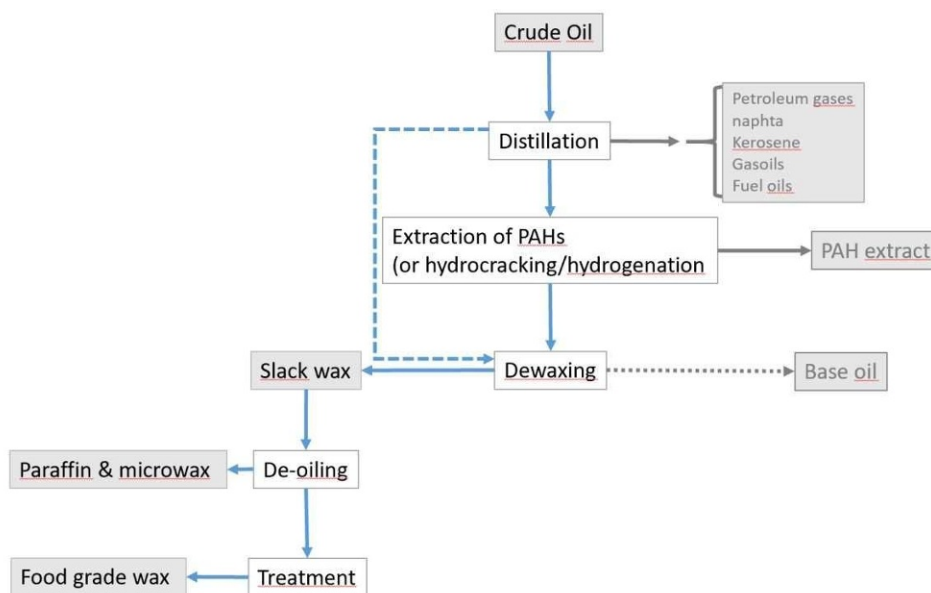 Crude Oil
Petroleum gases
naphta
Kerosene
Gasoils
Fuel oils
Distillation
Extraction of PAHs
(or hydrocracking/hydrogenation
PAH extract
Slack wax
Dewaxing
Base oil
Paraffin & microwax
De-oiling
Food grade wax
Treatment